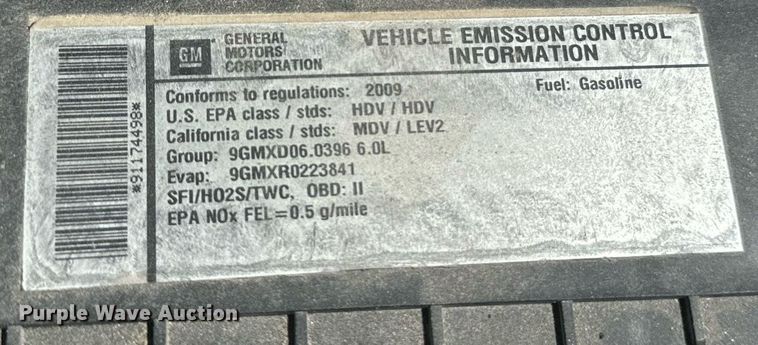 GM
GENERAL
MOTORS
CORPORATION
VEHICLE EMISSION CONTROL
INFORMATION
Conforms to regulations: 2009
Fuel: Gasoline
U.S. EPA class / stds: HDV / HDV
California class / stds: MDV / LEV2
Group: 9GMXD06.0396 6.0L
Evap: 9GMXR0223841
SFI/HO2S/TWC, OBD: II
EPA NOx FEL=0.5 g/mile
*91174498*
Purple Wave Auction